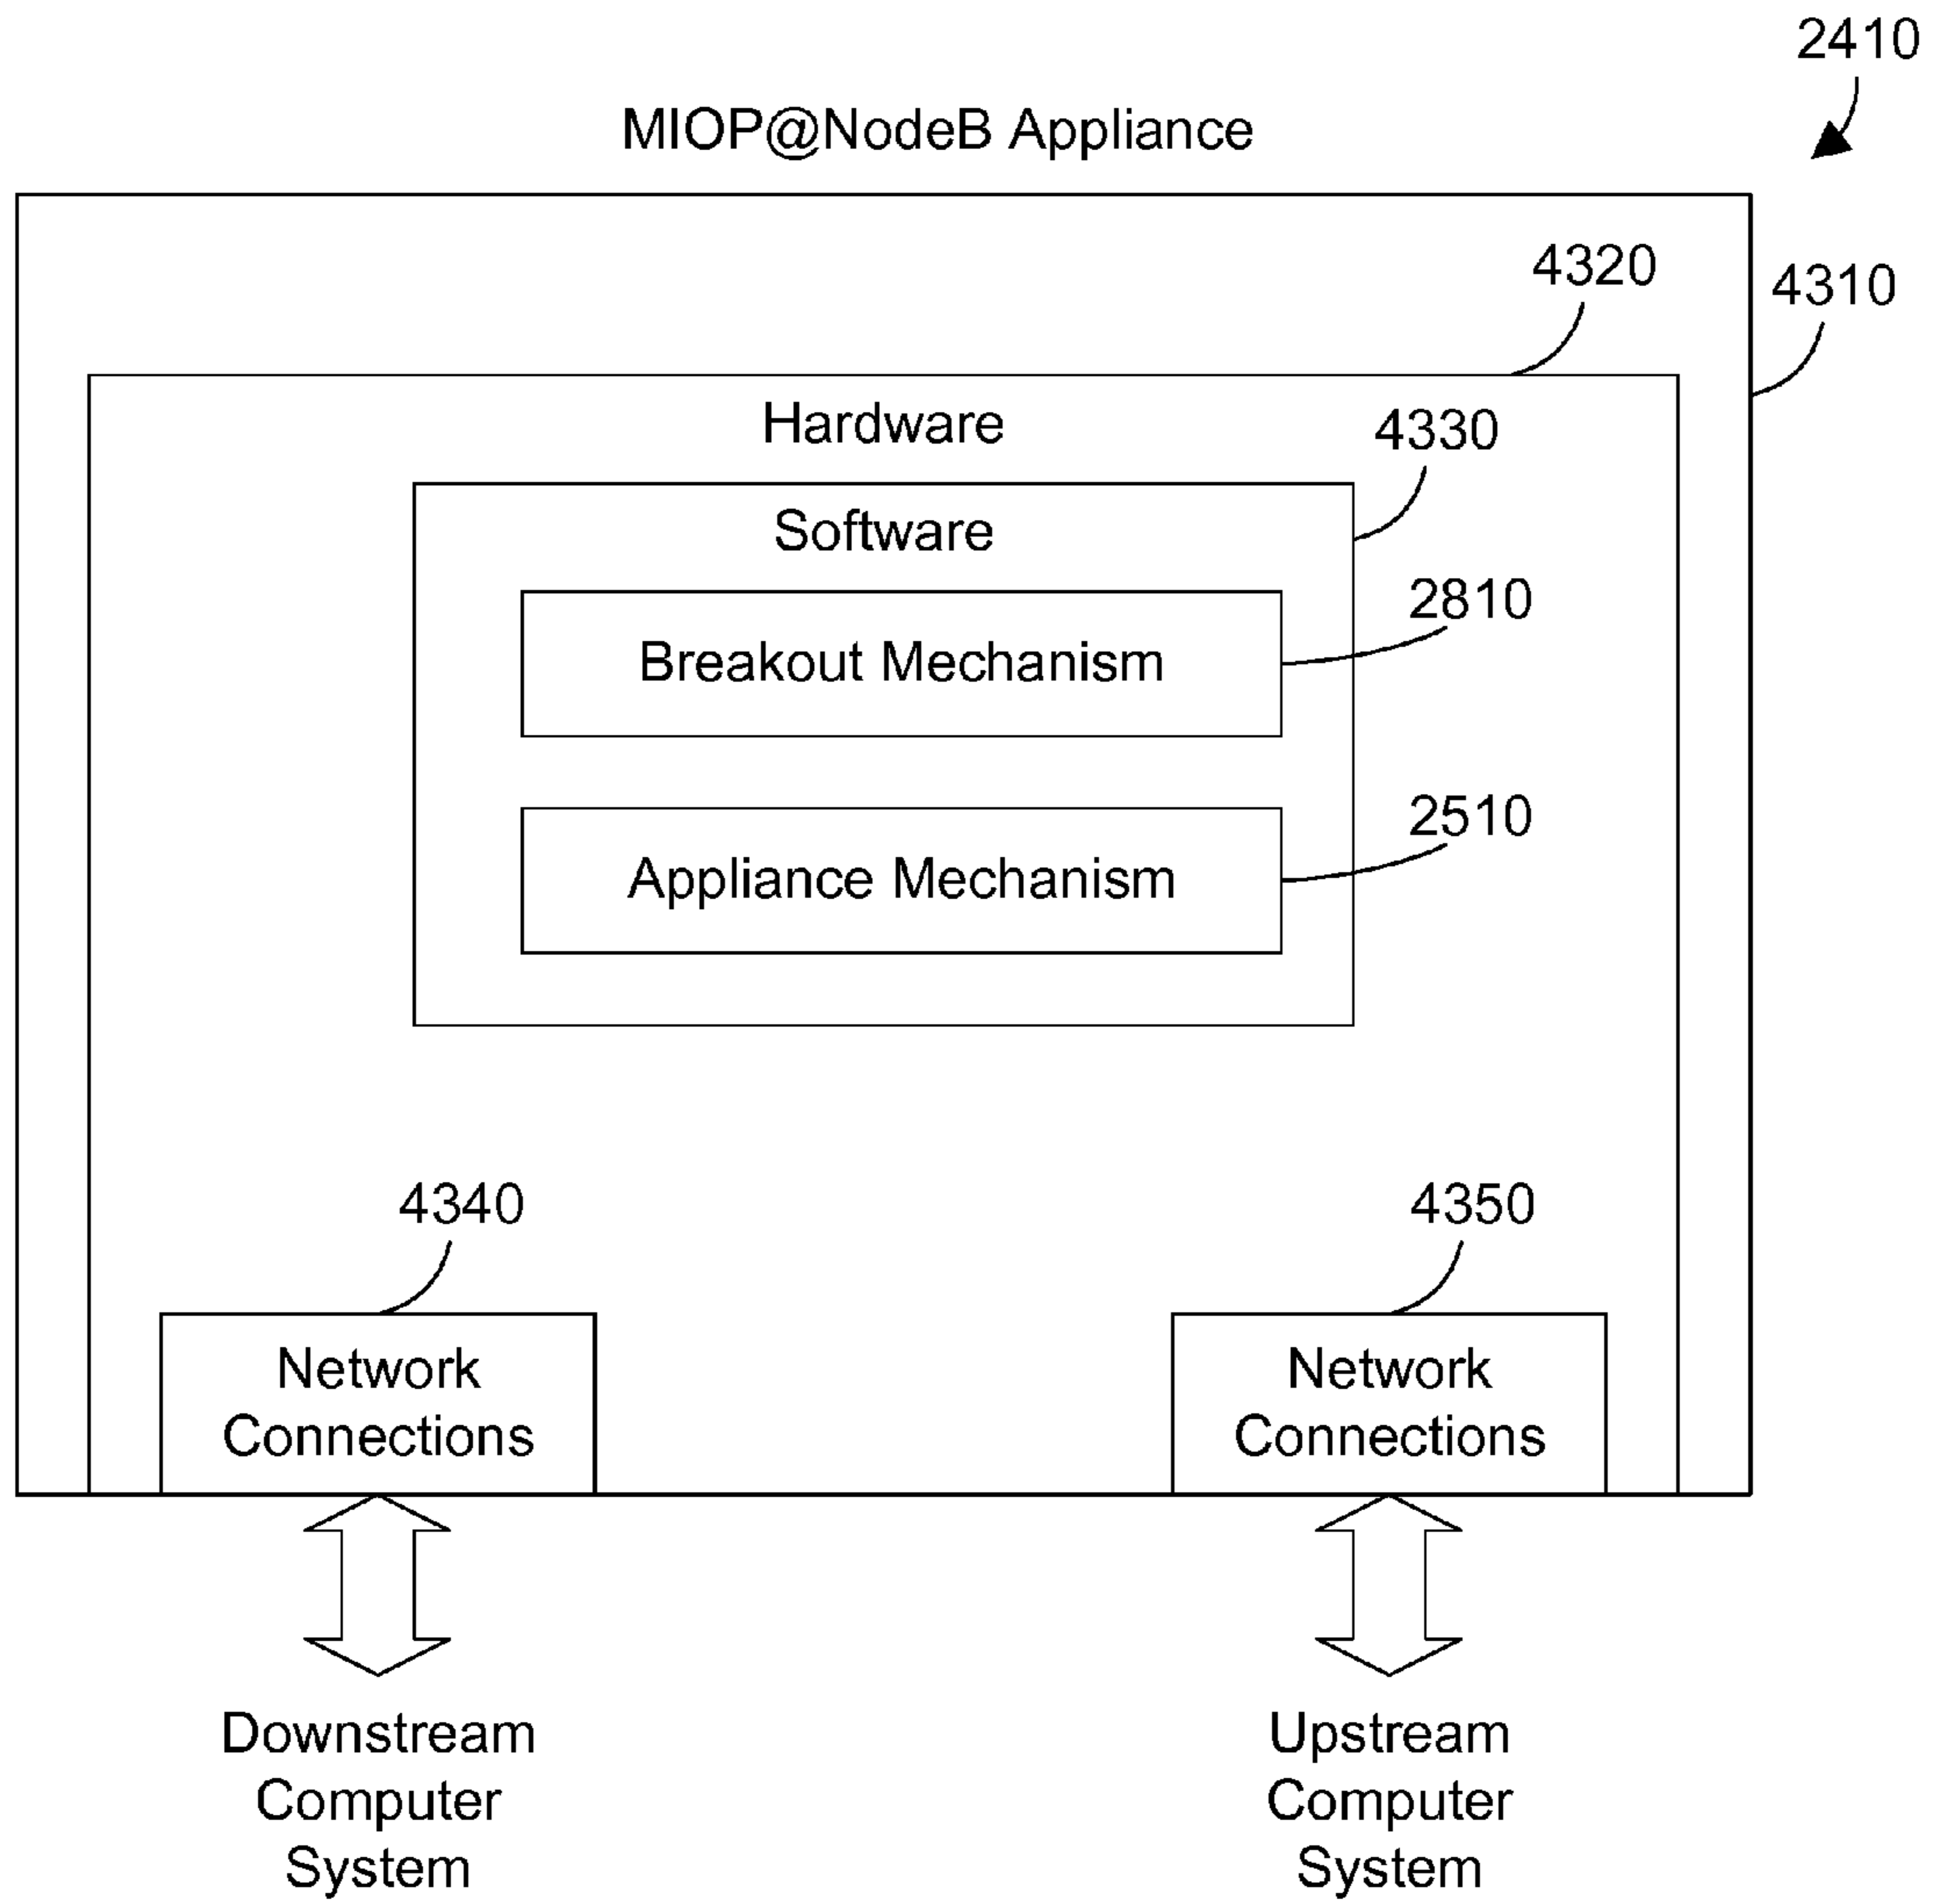 2410
MIOP@NodeB Appliance
4320
4310
Hardware
4330
Software
2810
Breakout Mechanism
2510
Appliance Mechanism
4340
4350
Network
Connections
Network
Connections
Downstream
Computer
System
Upstream
Computer
System